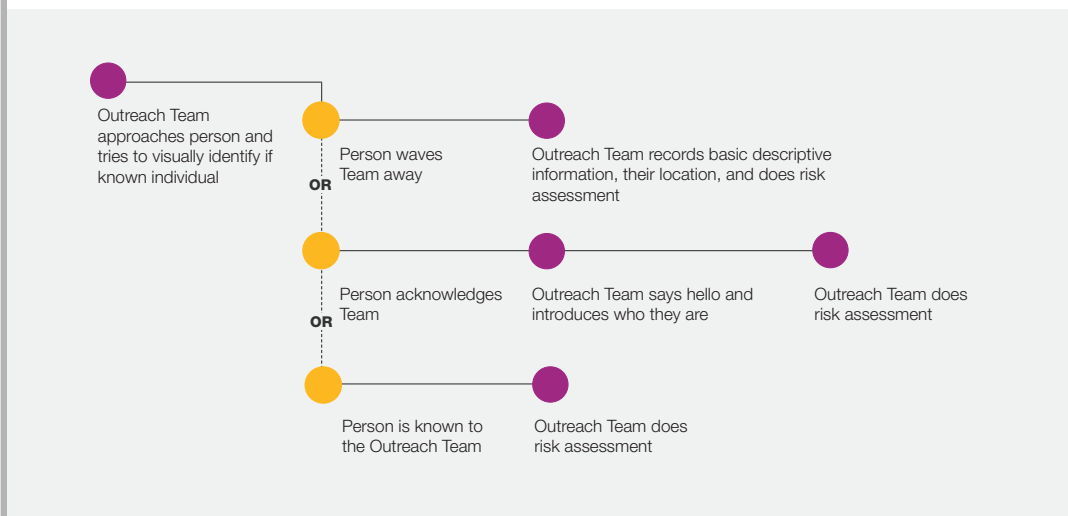 Outreach Team
approaches person and
tries to visually identify if
known individual
Person waves
Team away
Outreach Team records basic descriptive
information, their location, and does risk
assessment
OR
Person acknowledges
Team
Outreach Team says hello and
introduces who they are
Outreach Team does
risk assessment
OR
Person is known to
the Outreach Team
Outreach Team does
risk assessment